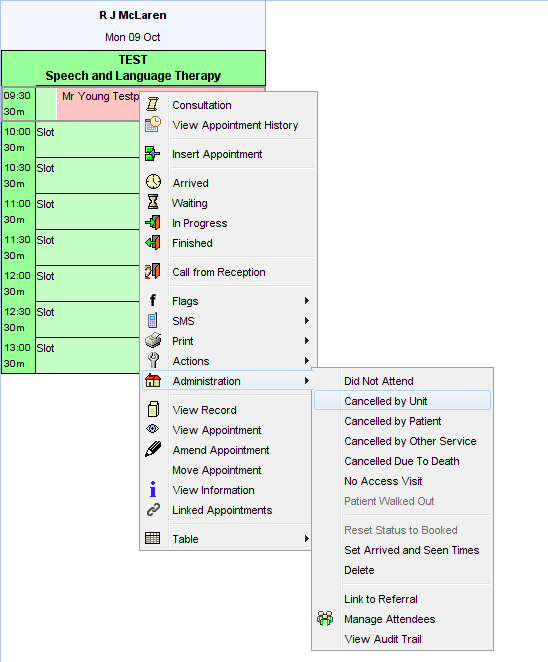 R J McLaren
Mon 09 Oct
TEST
Speech and Language Therapy
09:30
30m
Mr Young Testp
10:00 Slot
30m
10:30 Slot
30m
11:00 Slot
30m
11:30 Slot
30m
12:00 Slot
30m
12:30 Slot
30m
13:00 Slot
30m
Consultation
View Appointment History
Insert Appointment
Arrived
Waiting
In Progress
Finished
Call from Reception
Flags
SMS
Print
Actions
Administration
View Record
View Appointment
Amend Appointment
Move Appointment
View Information
Linked Appointments
Table
Did Not Attend
Cancelled by Unit
Cancelled by Patient
Cancelled by Other Service
Cancelled Due To Death
No Access Visit
Patient Walked Out
Reset Status to Booked
Set Arrived and Seen Times
Delete
Link to Referral
Manage Attendees
View Audit Trail